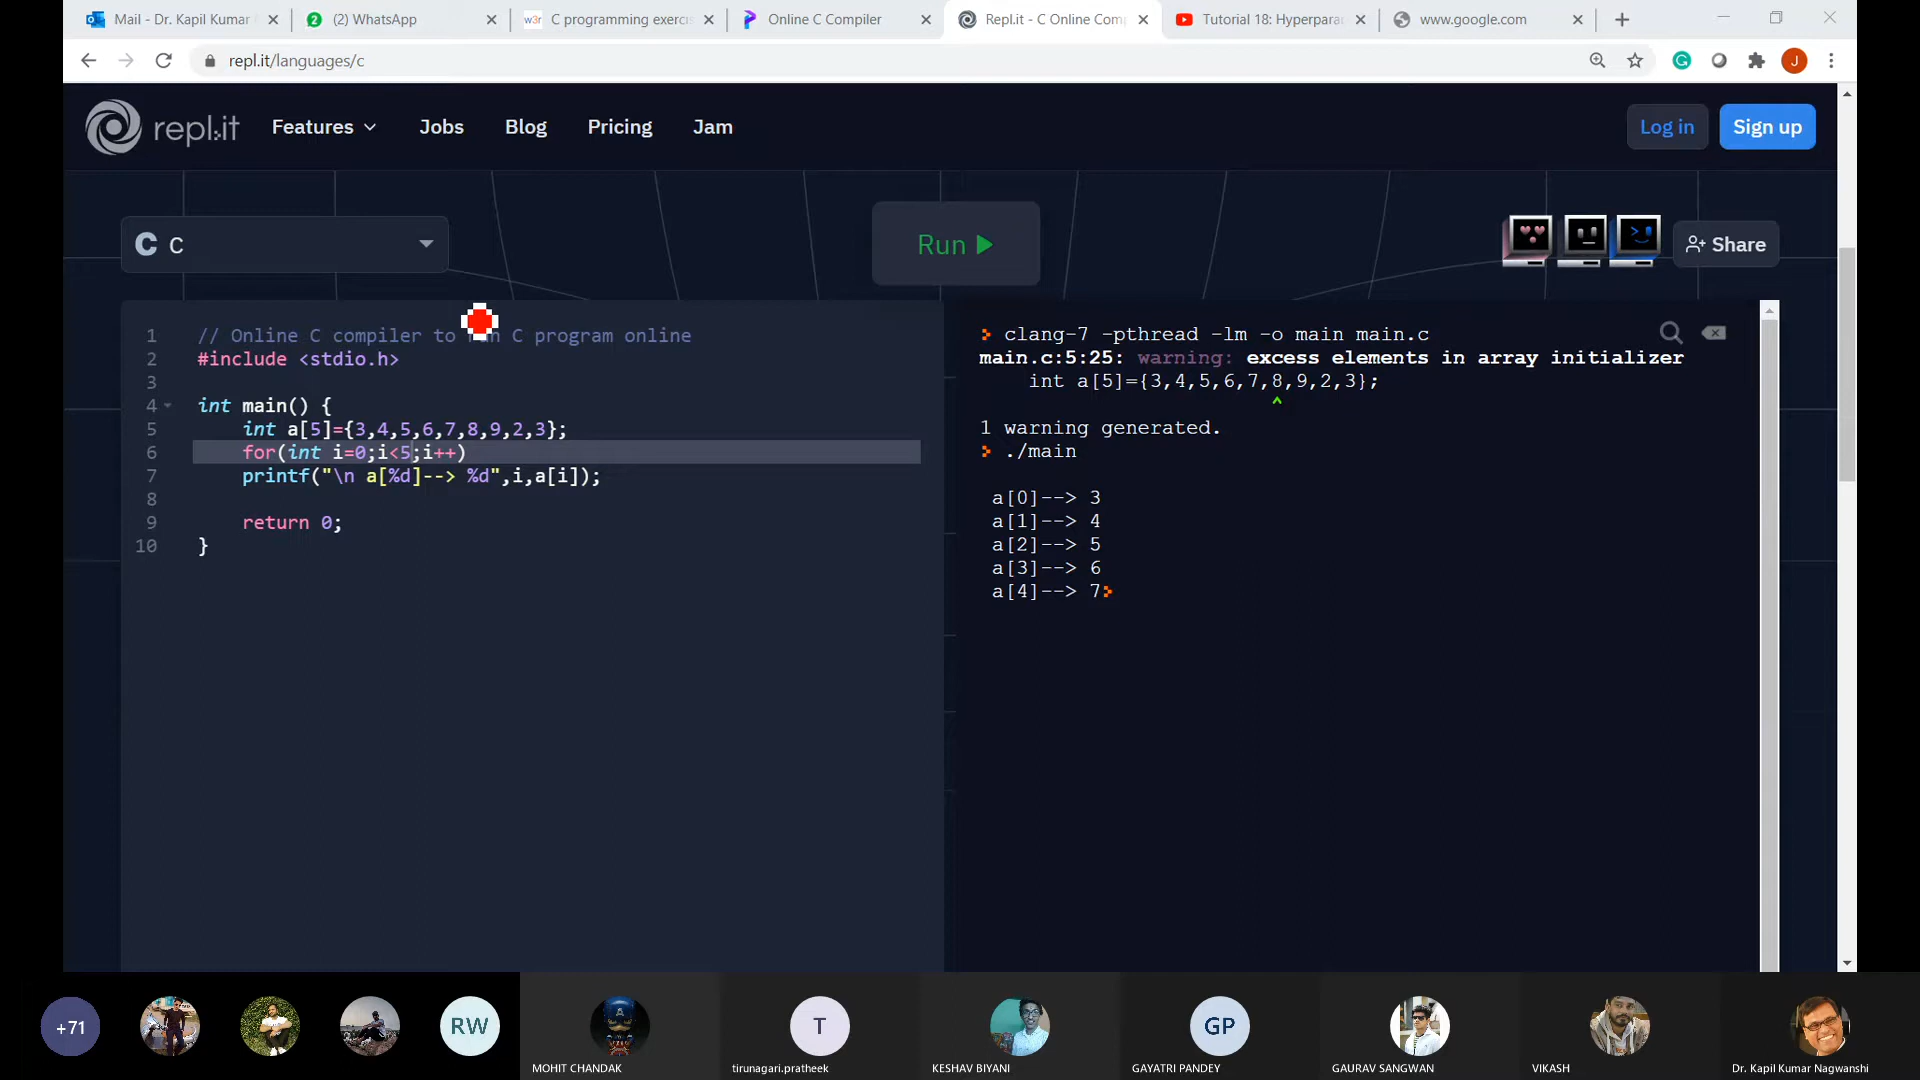 Mail - Dr. Kapil Kumar
(2) WhatsApp
w3r C programming exerci
Online C Compiler
Repl.it - C Online Com
Tutorial 18: Hyperpara
www.google.com
repl.it/languages/c
J
repl.it
Features
Jobs
Blog
Pricing
Jam
Log in
Sign up
C C
Run
Share
1 // Online C compiler to run C program online
2 #include <stdio.h>
3
4 int main() {
5 int a[5]={3,4,5,6,7,8,9,2,3};
6 for(int i=0;i<5;i++)
7 printf("\n a[%d]--> %d",i,a[i]);
8
9 return 0;
10 }
> clang-7 -pthread -lm -o main main.c
main.c:5:25: warning: excess elements in array initializer
int a[5]={3,4,5,6,7,8,9,2,3};
^
1 warning generated.
> ./main
a[0]--> 3
a[1]--> 4
a[2]--> 5
a[3]--> 6
a[4]--> 7>
+71
RW
T
GP
MOHIT CHANDAK
tirunagari.pratheek
KESHAV BIYANI
GAYATRI PANDEY
GAURAV SANGWAN
VIKASH
Dr. Kapil Kumar Nagwanshi